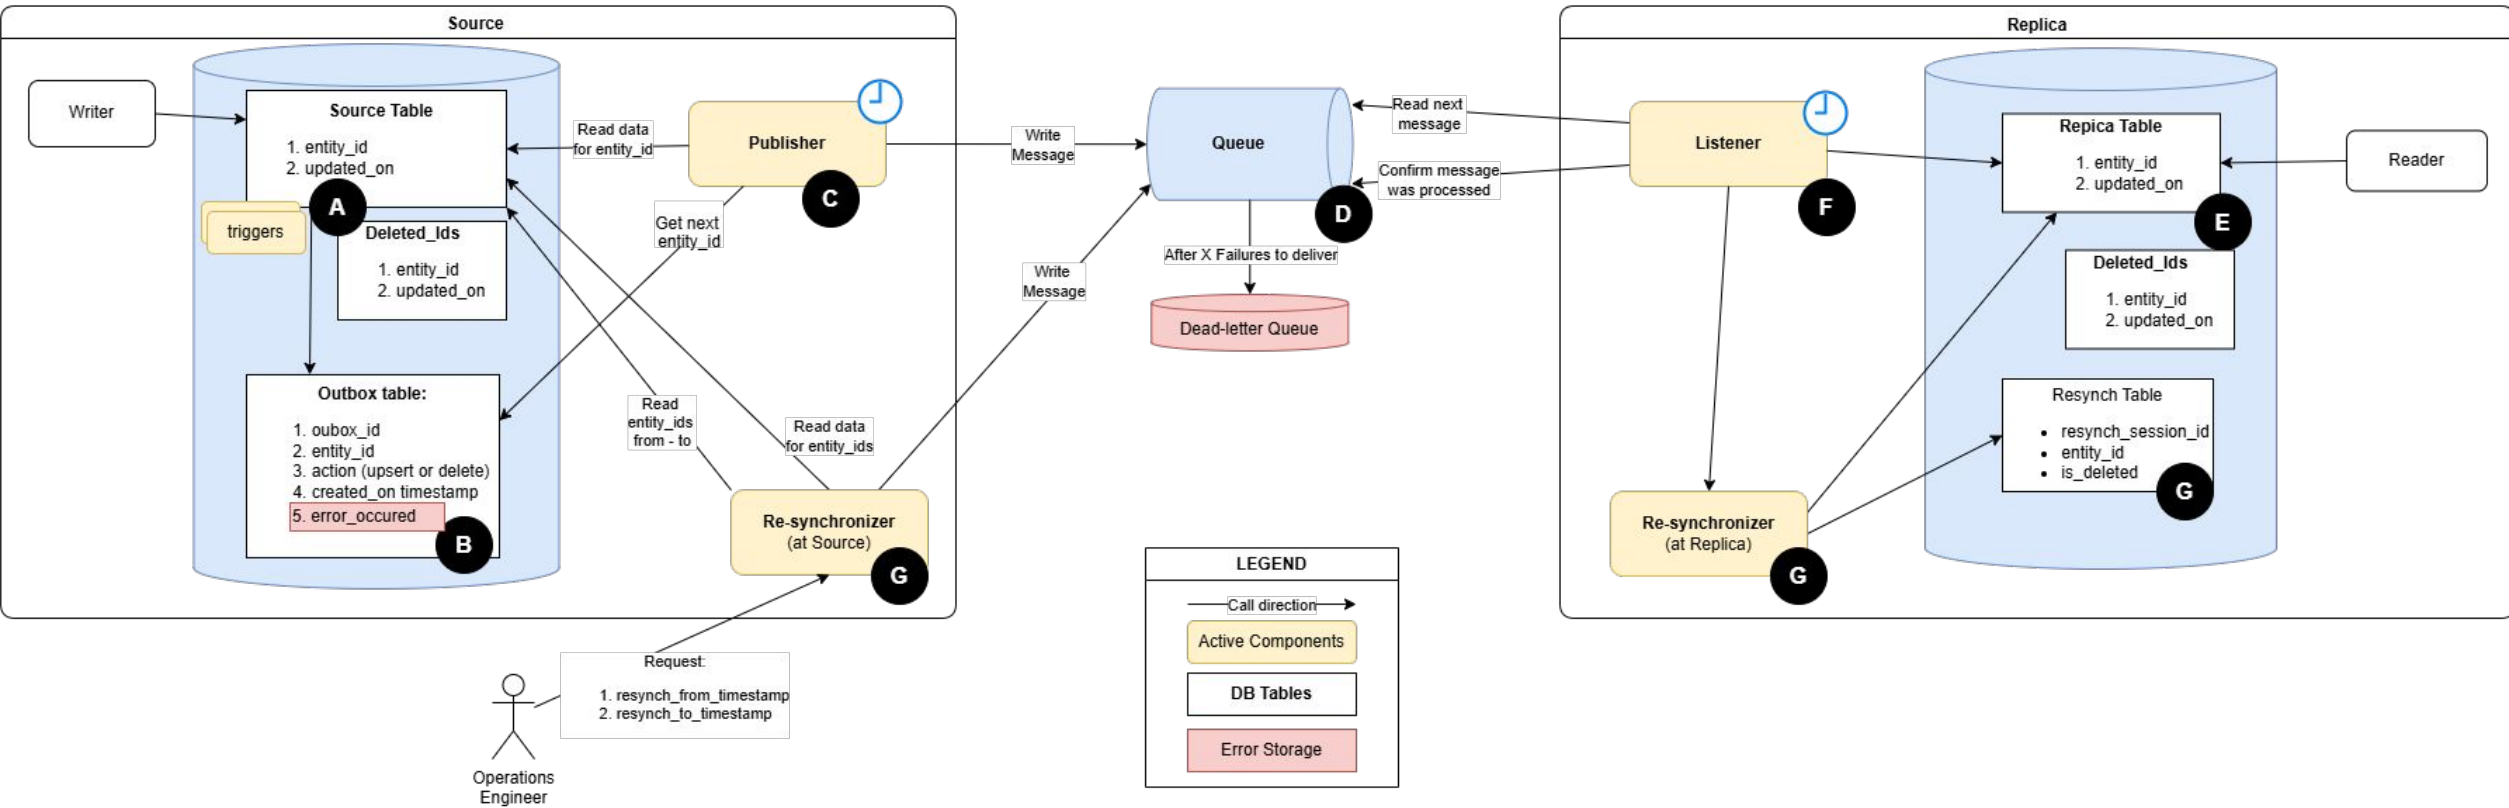 Source
Writer
Source Table
1. entity_id
2. updated_on
A
triggers
Deleted_Ids
1. entity_id
2. updated_on
Outbox table:
1. oubox_id
2. entity_id
3. action (upsert or delete)
4. created_on timestamp
5. error_occured
B
Read data
for entity_id
Publisher
C
Get next
entity_id
Read
entity_ids
from - to
Read data
for entity_ids
Re-synchronizer
(at Source)
G
Request:
1. resynch_from_timestamp
2. resynch_to_timestamp
Operations
Engineer
Write
Message
Write
Message
Queue
D
After X Failures to deliver
Dead-letter Queue
Read next
message
Confirm message
was processed
LEGEND
Call direction
Active Components
DB Tables
Error Storage
Replica
Listener
F
Repica Table
1. entity_id
2. updated_on
E
Reader
Deleted_Ids
1. entity_id
2. updated_on
Resynch Table
• resynch_session_id
• entity_id
• is_deleted
G
Re-synchronizer
(at Replica)
G